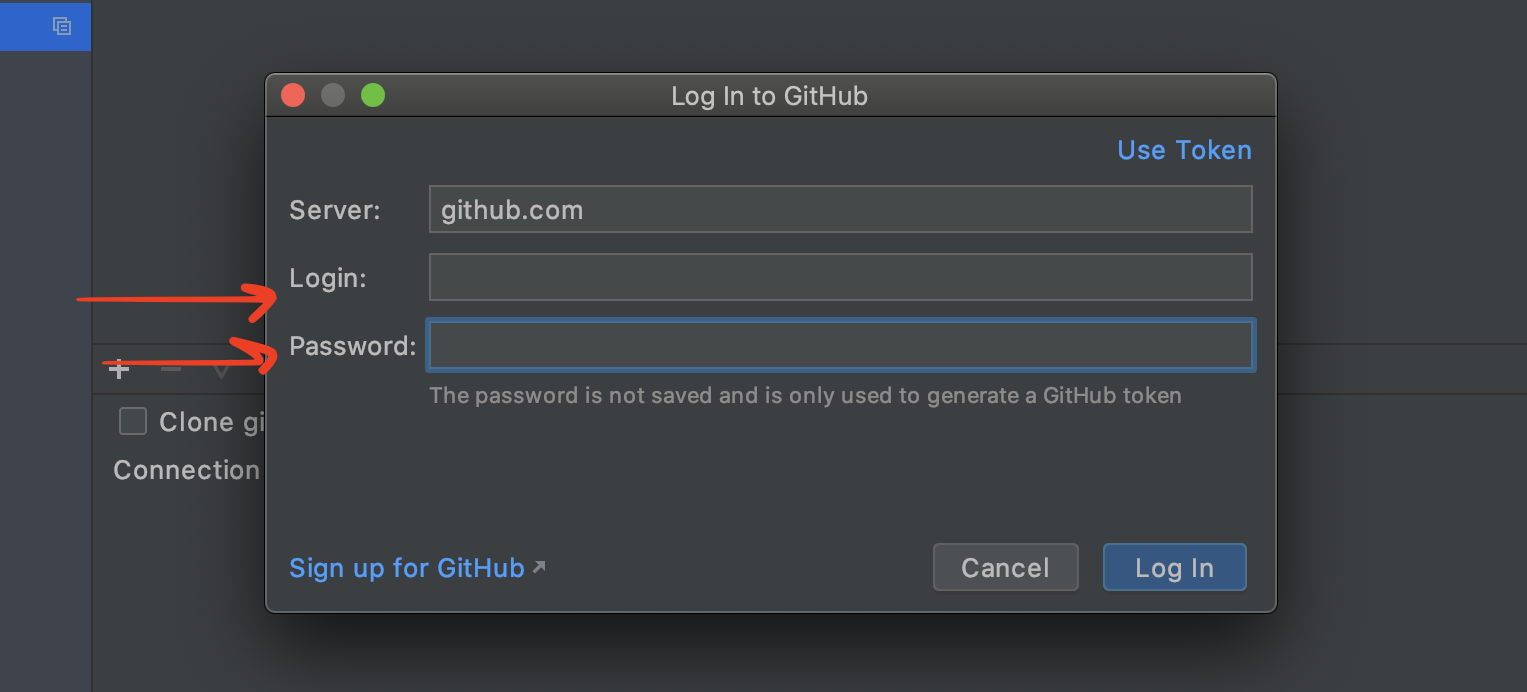 Log In to GitHub
Use Token
Server: github.com
Login:
Password:
The password is not saved and is only used to generate a GitHub token
Clone gi
Connection
Sign up for GitHub
Cancel Log In